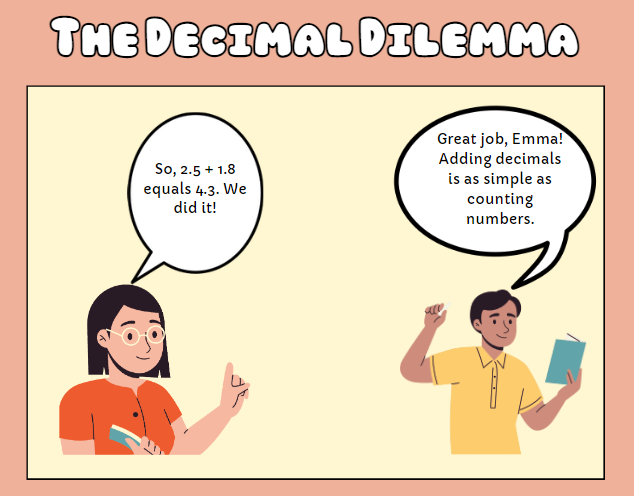 The Decimal Dilemma
So, 2.5 + 1.8
equals 4.3. We
did it!
Great job, Emma!
Adding decimals
is as simple as
counting
numbers.